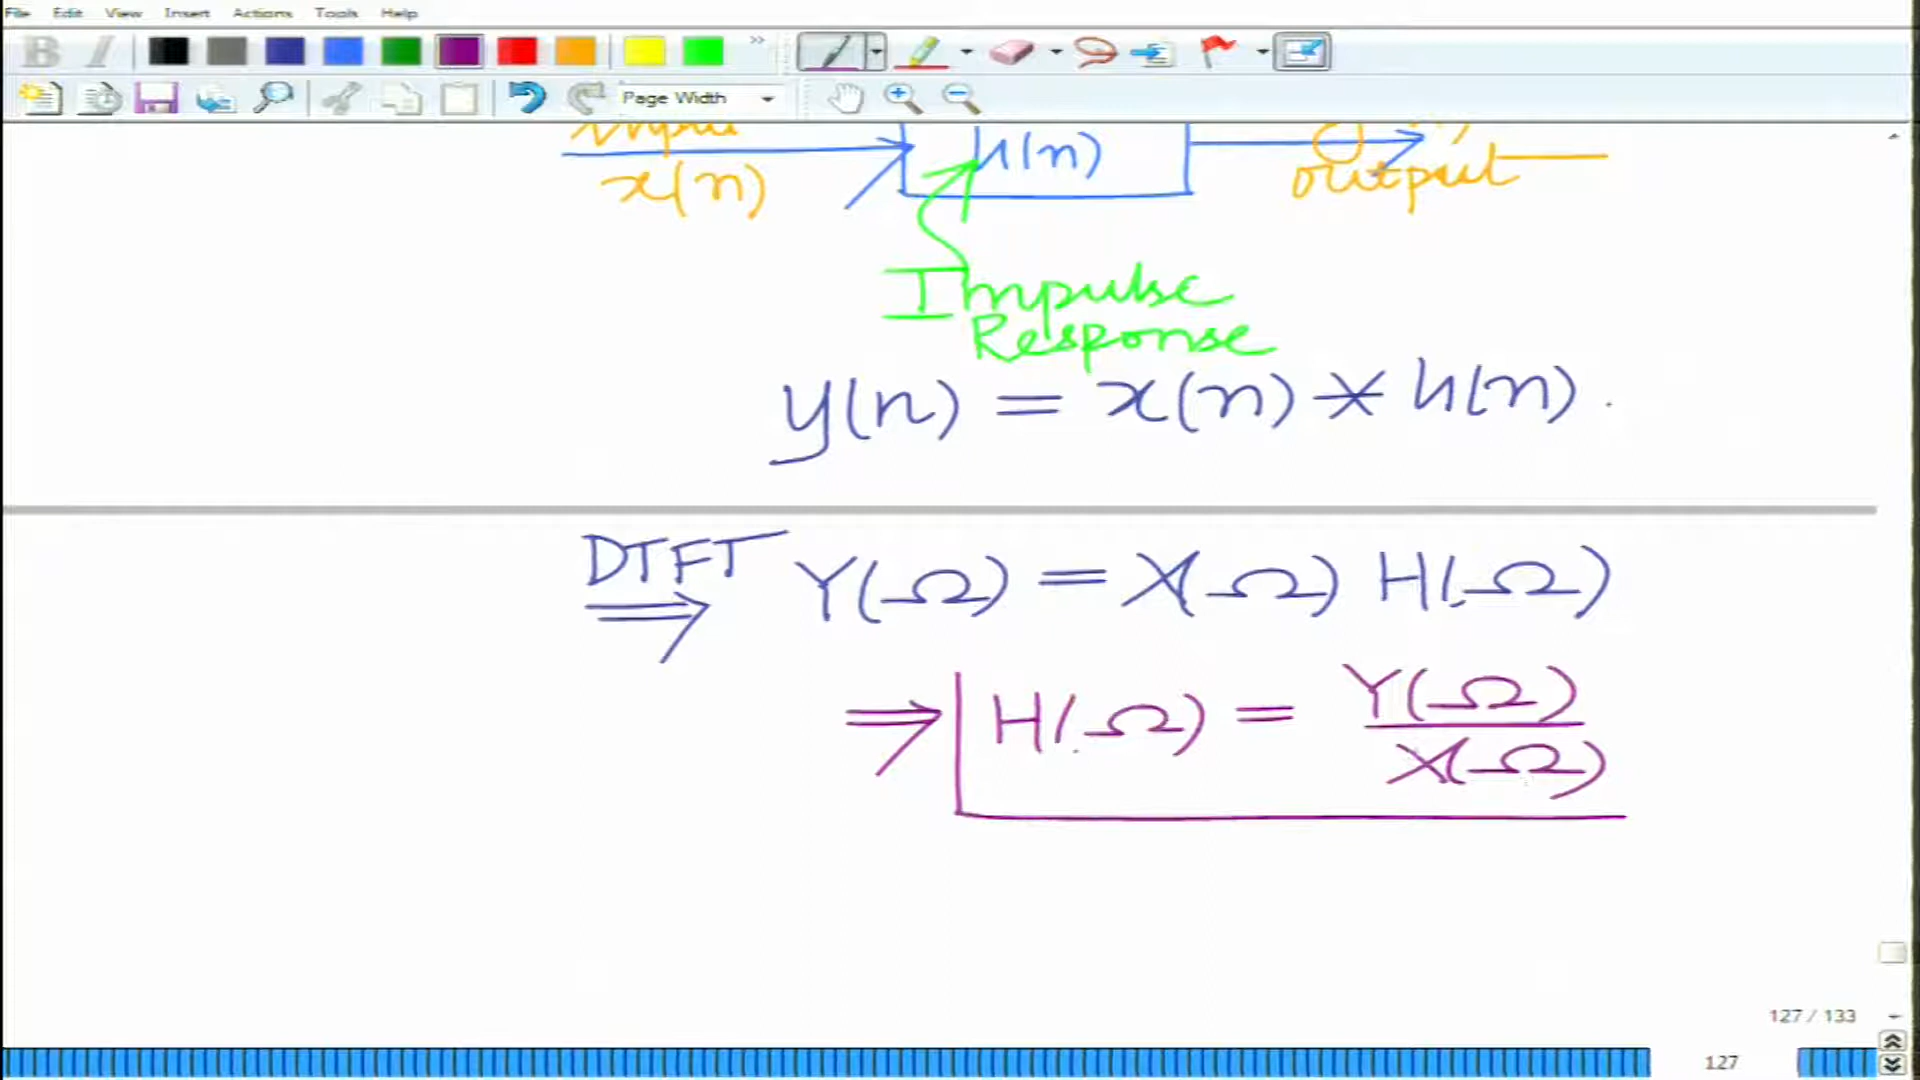 File Edit View Insert Actions Tools Help
B I
Page Width
x(n)
h(n)
output
Impulse
Response
y(n) = x(n) * h(n).
DTFT
⇒ Y(Ω) = X(Ω) H(Ω)
⇒ H(Ω) = Y(Ω) / X(Ω)
127 / 133
127